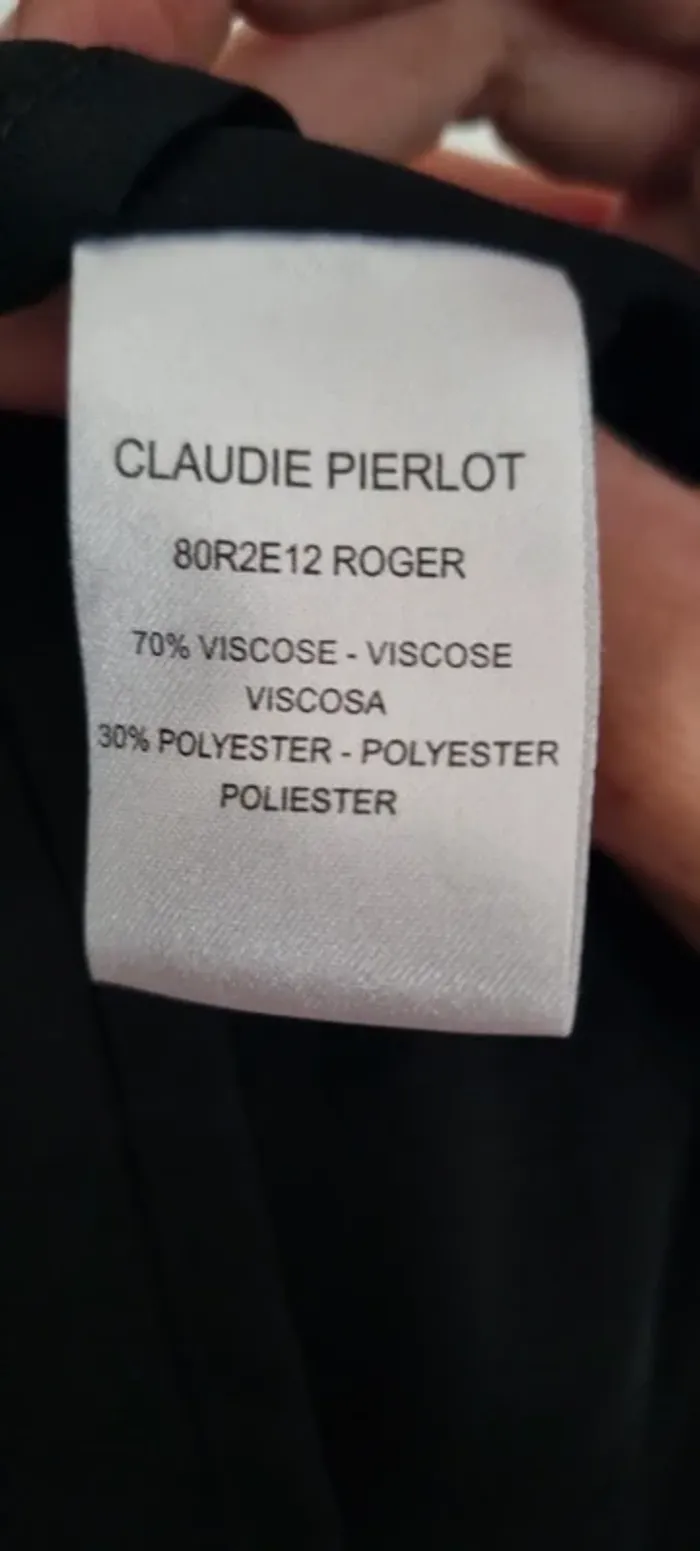 CLAUDIE PIERLOT
80R2E12 ROGER
70% VISCOSE - VISCOSE
VISCOSA
30% POLYESTER - POLYESTER
POLIESTER